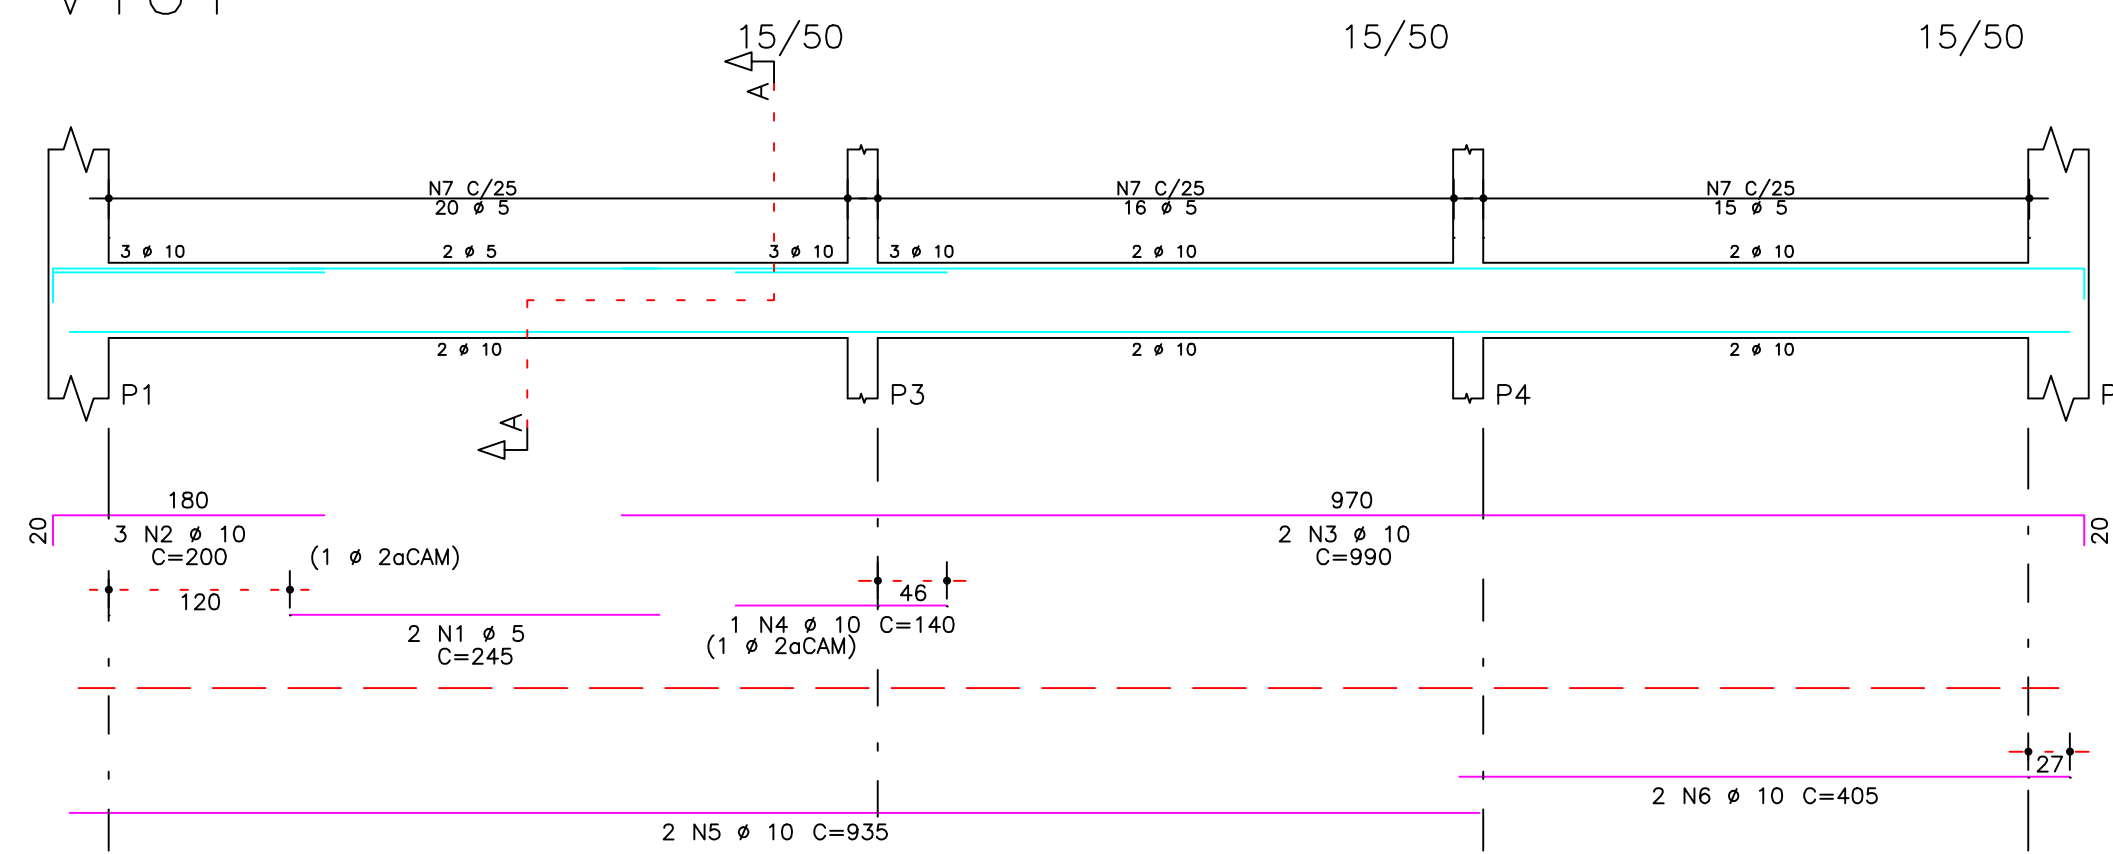 15/50 15/50 15/50
A
N7 C/25 N7 C/25 N7 C/25
20 ø 5 16 ø 5 15 ø 5
3 ø 10 2 ø 5 3 ø 10 3 ø 10 2 ø 10 2 ø 10
2 ø 10 2 ø 10 2 ø 10
P1 P3 P4 P
A
180 970
20 3 N2 ø 10 2 N3 ø 10 20
C=200 (1 ø 2aCAM) C=990
120 46
1 N4 ø 10 C=140
2 N1 ø 5 (1 ø 2aCAM)
C=245
27
2 N6 ø 10 C=405
2 N5 ø 10 C=935